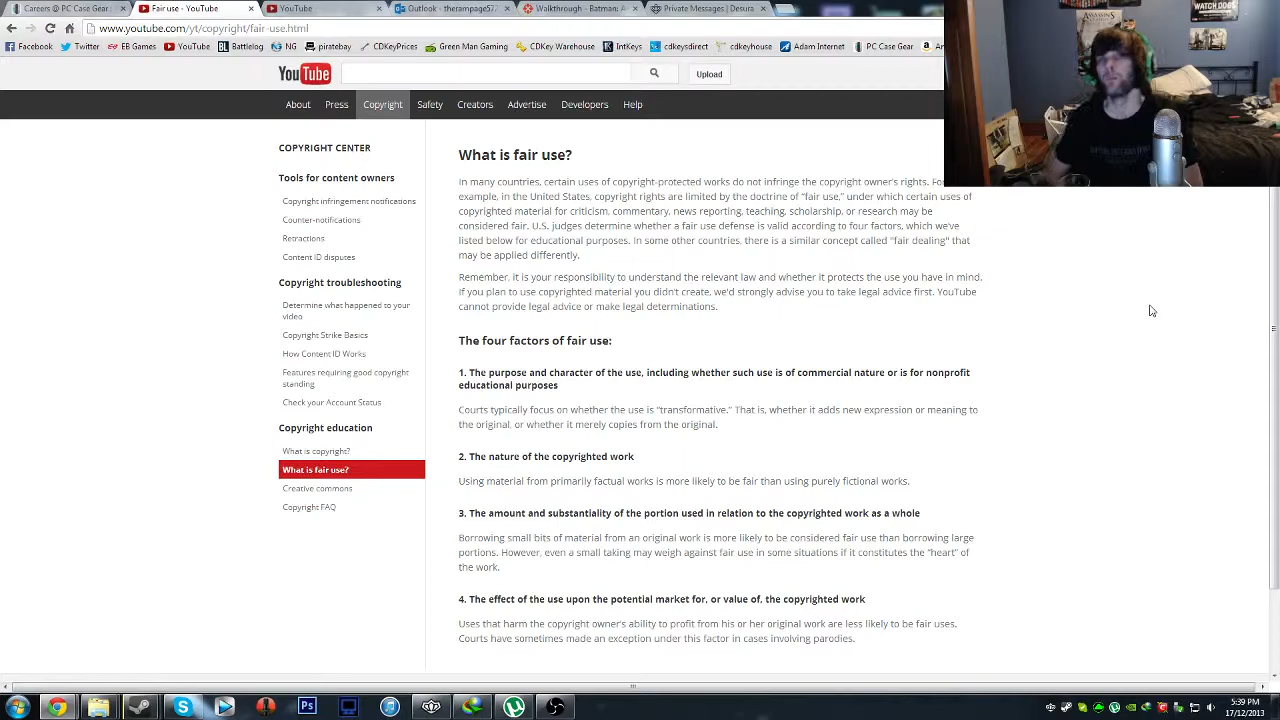 Careers @ PC Case Gear
Fair use - YouTube
YouTube
Outlook - therampage57
Walkthrough - Batman: A
Private Messages | Desura
www.youtube.com/yt/copyright/fair-use.html
Facebook Twitter EB Games YouTube Battlelog NG piratebay CDKeyPrices Green Man Gaming CDKey Warehouse IntKeys cdkeysdirect cdkeyhouse Adam Internet PC Case Gear
YouTube
Upload
About Press Copyright Safety Creators Advertise Developers Help
COPYRIGHT CENTER
Tools for content owners
Copyright infringement notifications
Counter-notifications
Retractions
Content ID disputes
Copyright troubleshooting
Determine what happened to your
video
Copyright Strike Basics
How Content ID Works
Features requiring good copyright
standing
Check your Account Status
Copyright education
What is copyright?
What is fair use?
Creative commons
Copyright FAQ
What is fair use?
In many countries, certain uses of copyright-protected works do not infringe the copyright owner's rights. Fo
example, in the United States, copyright rights are limited by the doctrine of "fair use," under which certain uses of
copyrighted material for criticism, commentary, news reporting, teaching, scholarship, or research may be
considered fair. U.S. judges determine whether a fair use defense is valid according to four factors, which we've
listed below for educational purposes. In some other countries, there is a similar concept called "fair dealing" that
may be applied differently.
Remember, it is your responsibility to understand the relevant law and whether it protects the use you have in mind.
If you plan to use copyrighted material you didn't create, we'd strongly advise you to take legal advice first. YouTube
cannot provide legal advice or make legal determinations.
The four factors of fair use:
1. The purpose and character of the use, including whether such use is of commercial nature or is for nonprofit
educational purposes
Courts typically focus on whether the use is "transformative." That is, whether it adds new expression or meaning to
the original, or whether it merely copies from the original.
2. The nature of the copyrighted work
Using material from primarily factual works is more likely to be fair than using purely fictional works.
3. The amount and substantiality of the portion used in relation to the copyrighted work as a whole
Borrowing small bits of material from an original work is more likely to be considered fair use than borrowing large
portions. However, even a small taking may weigh against fair use in some situations if it constitutes the "heart" of
the work.
4. The effect of the use upon the potential market for, or value of, the copyrighted work
Uses that harm the copyright owner's ability to profit from his or her original work are less likely to be fair uses.
Courts have sometimes made an exception under this factor in cases involving parodies.
ASSASSIN'S
WATCH DOGS
Ps
5:39 PM
17/12/2013